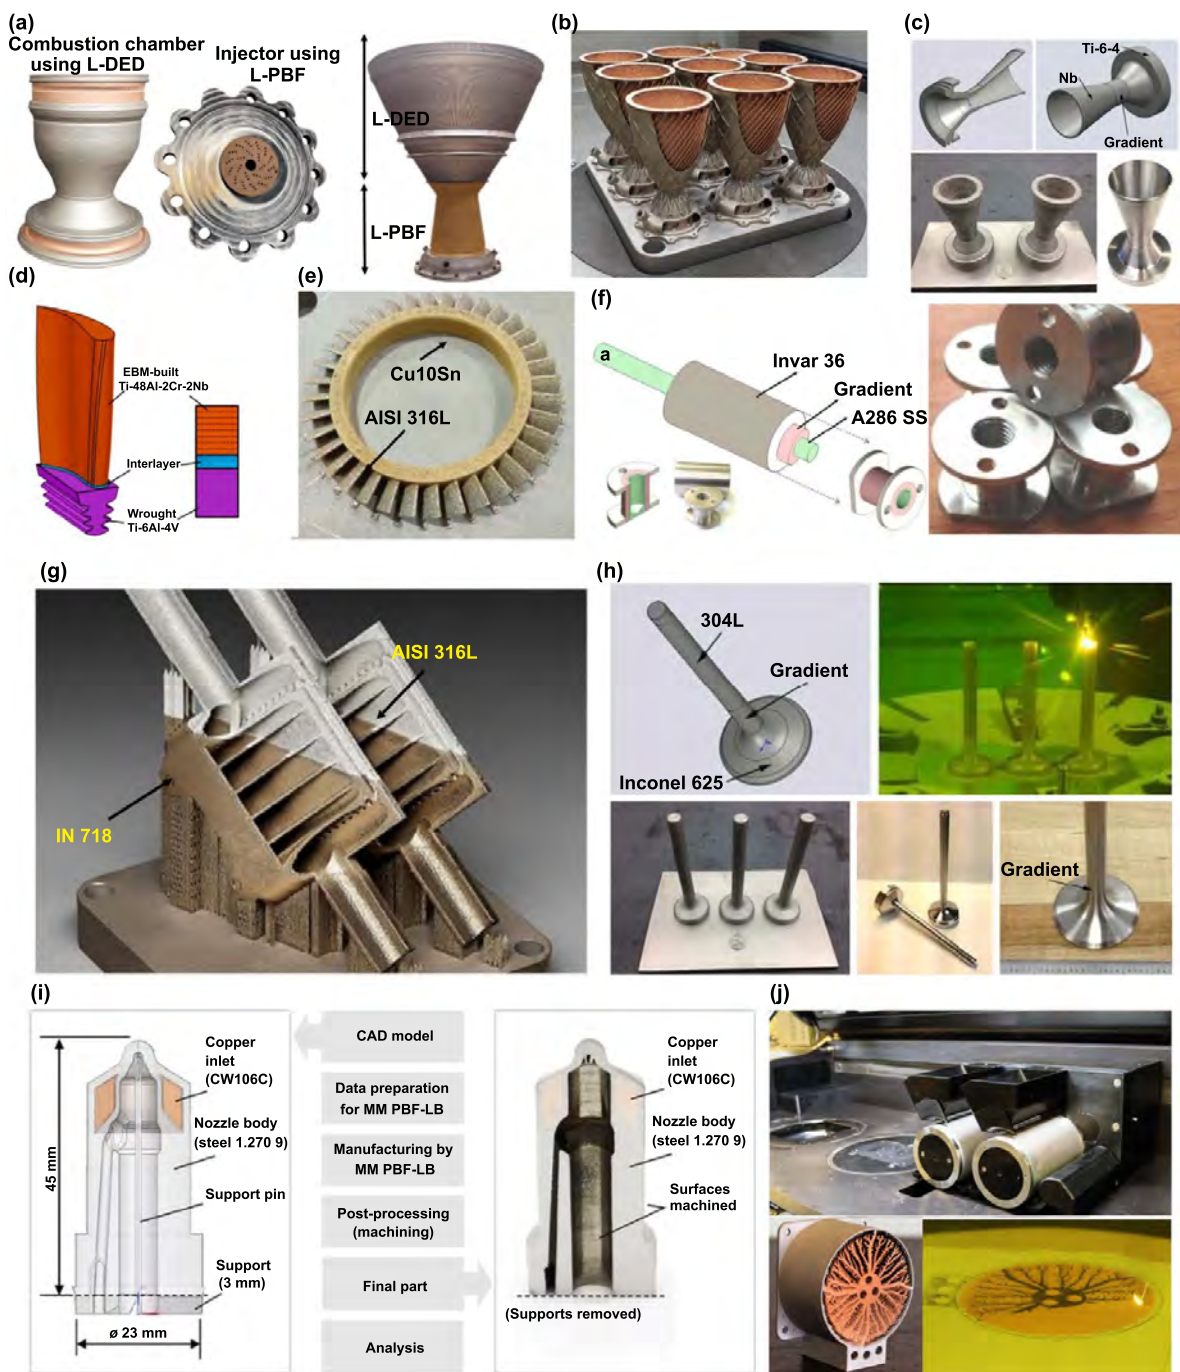 (a)
Combustion chamber
using L-DED
Injector using
L-PBF
L-DED
L-PBF
(b)
(c)
Ti-6-4
Nb
Gradient
(d)
EBM-built
Ti-48Al-2Cr-2Nb
Interlayer
Wrought
Ti-6Al-4V
(e)
Cu10Sn
AISI 316L
(f)
a
Invar 36
Gradient
A286 SS
(g)
AISI 316L
IN 718
(h)
304L
Gradient
Inconel 625
Gradient
(i)
45 mm
Copper
inlet
(CW106C)
Nozzle body
(steel 1.270 9)
Support pin
Support
(3 mm)
ø 23 mm
CAD model
Data preparation
for MM PBF-LB
Manufacturing by
MM PBF-LB
Post-processing
(machining)
Final part
Analysis
Copper
inlet
(CW106C)
Nozzle body
(steel 1.270 9)
Surfaces
machined
(Supports removed)
(j)